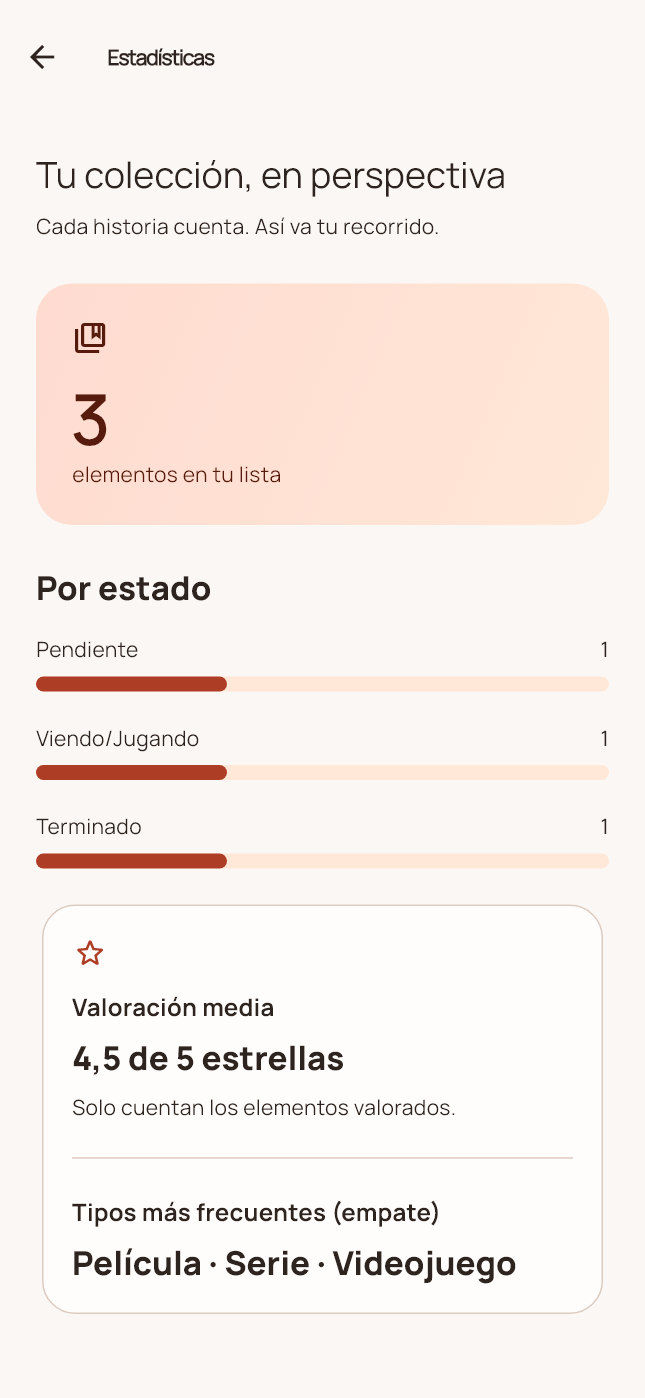 Estadísticas
Tu colección, en perspectiva
Cada historia cuenta. Así va tu recorrido.
3
elementos en tu lista
Por estado
Pendiente 1
Viendo/Jugando 1
Terminado 1
Valoración media
4,5 de 5 estrellas
Solo cuentan los elementos valorados.
Tipos más frecuentes (empate)
Película · Serie · Videojuego